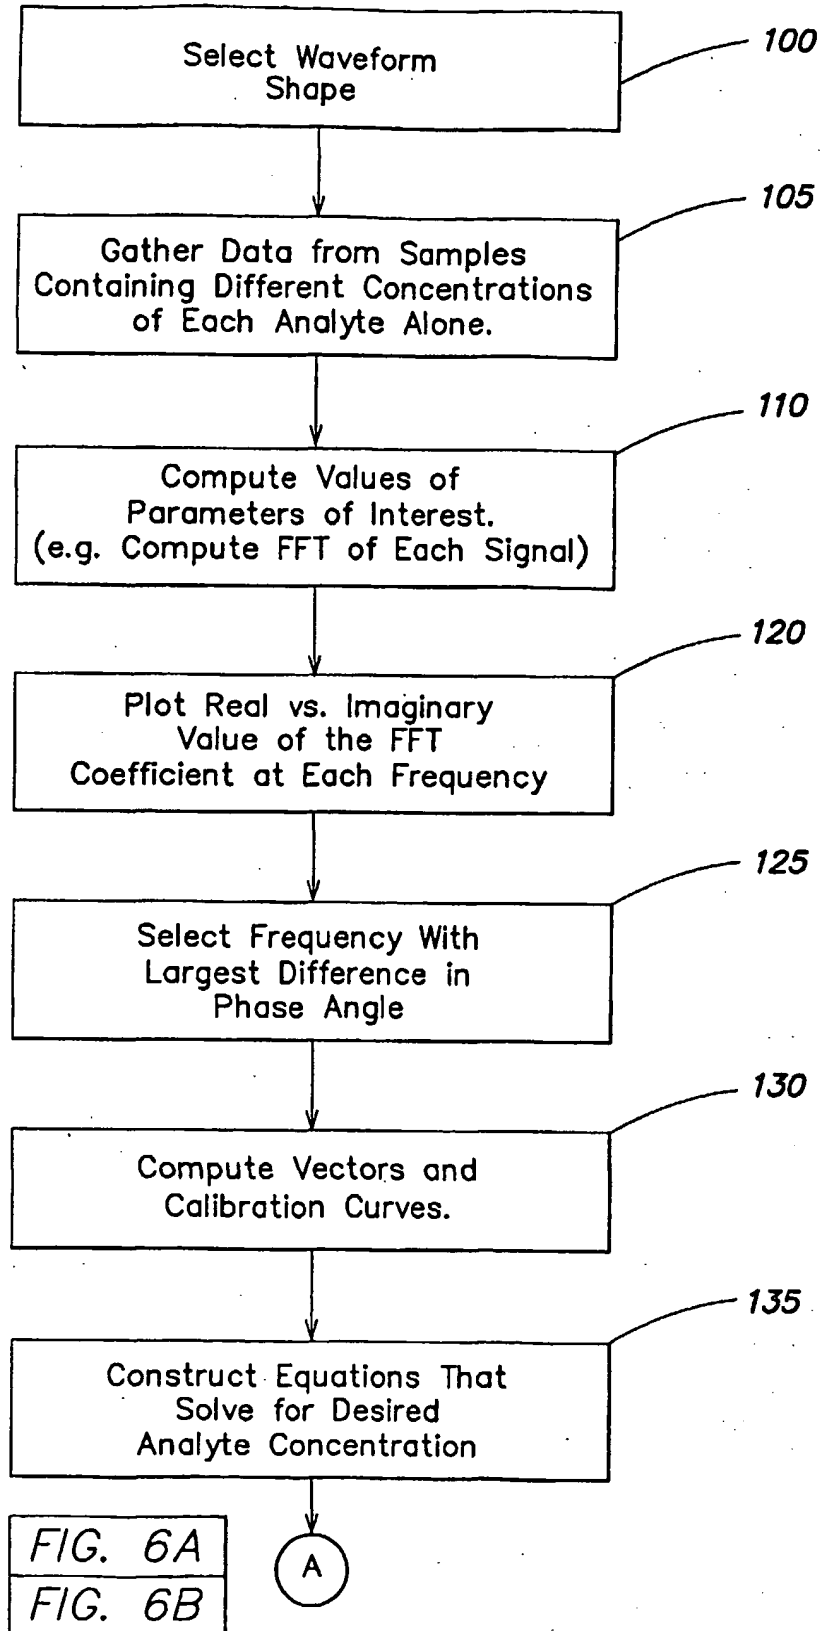 Select Waveform
Shape
100
Gather Data from Samples
Containing Different Concentrations
of Each Analyte Alone.
105
Compute Values of
Parameters of Interest.
(e.g. Compute FFT of Each Signal)
110
Plot Real vs. Imaginary
Value of the FFT
Coefficient at Each Frequency
120
Select Frequency With
Largest Difference in
Phase Angle
125
Compute Vectors and
Calibration Curves.
130
Construct Equations That
Solve for Desired
Analyte Concentration
135
A
FIG. 6A
FIG. 6B